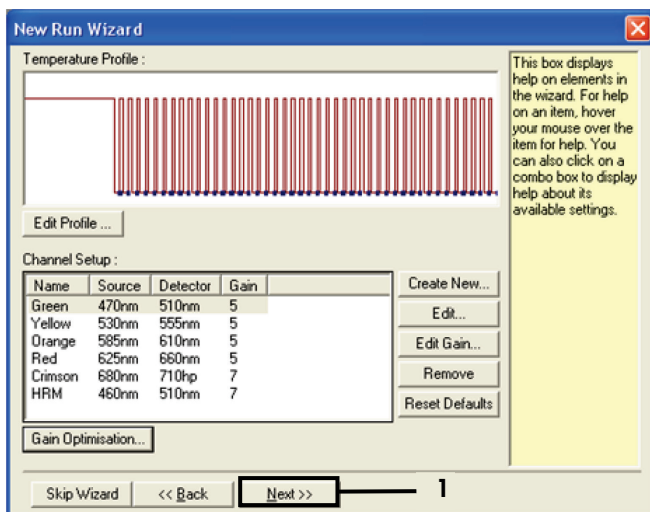 New Run Wizard
Temperature Profile :
This box displays
help on elements in
the wizard. For help
on an item, hover
your mouse over the
item for help. You
can also click on a
combo box to display
help about its
available settings.
Edit Profile ...
Channel Setup :
Name Source Detector Gain
Green 470nm 510nm 5
Yellow 530nm 555nm 5
Orange 585nm 610nm 5
Red 625nm 660nm 5
Crimson 680nm 710hp 7
HRM 460nm 510nm 7
Create New...
Edit...
Edit Gain...
Remove
Reset Defaults
Gain Optimisation...
Skip Wizard << Back Next >> 1